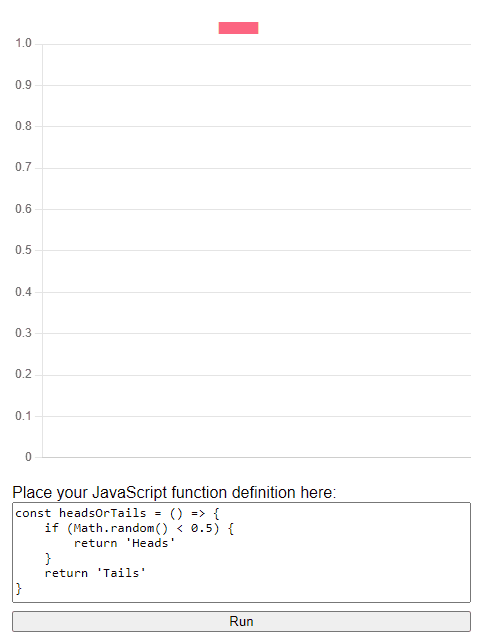 1.0
0.9
0.8
0.7
0.6
0.5
0.4
0.3
0.2
0.1
0
Place your JavaScript function definition here:
const headsOrTails = () => {
    if (Math.random() < 0.5) {
        return 'Heads'
    }
    return 'Tails'
}
Run